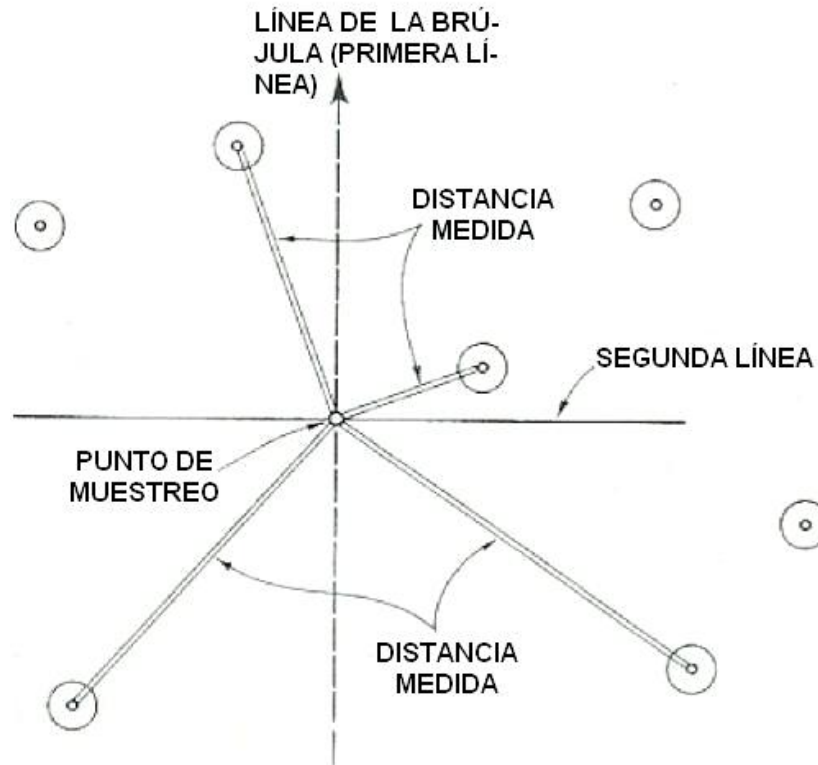 LÍNEA DE LA BRÚ-
JULA (PRIMERA LÍ-
NEA)
DISTANCIA
MEDIDA
SEGUNDA LÍNEA
PUNTO DE
MUESTREO
DISTANCIA
MEDIDA